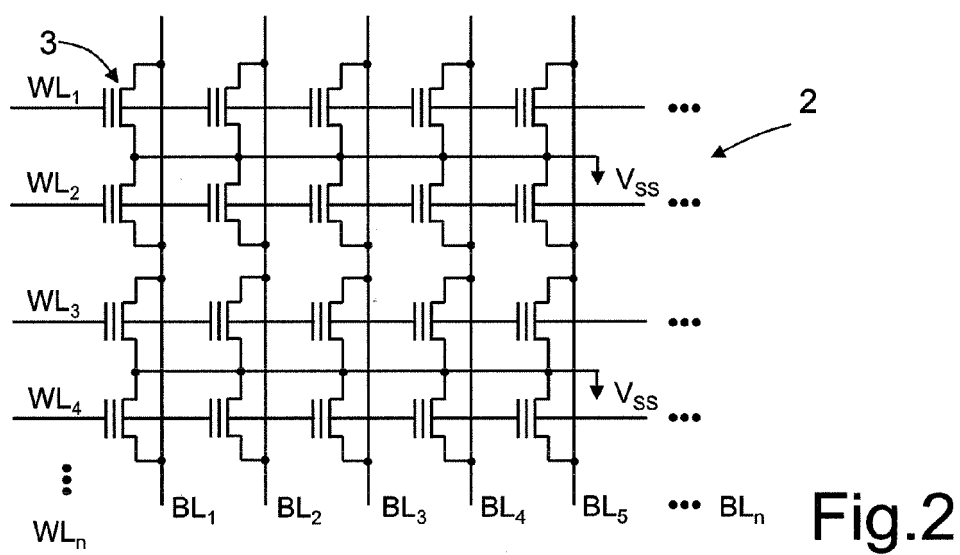 3
WL1
2
WL2
VSS
WL3
WL4
VSS
BL1 BL2 BL3 BL4 BL5 ••• BLn
WLn
Fig.2